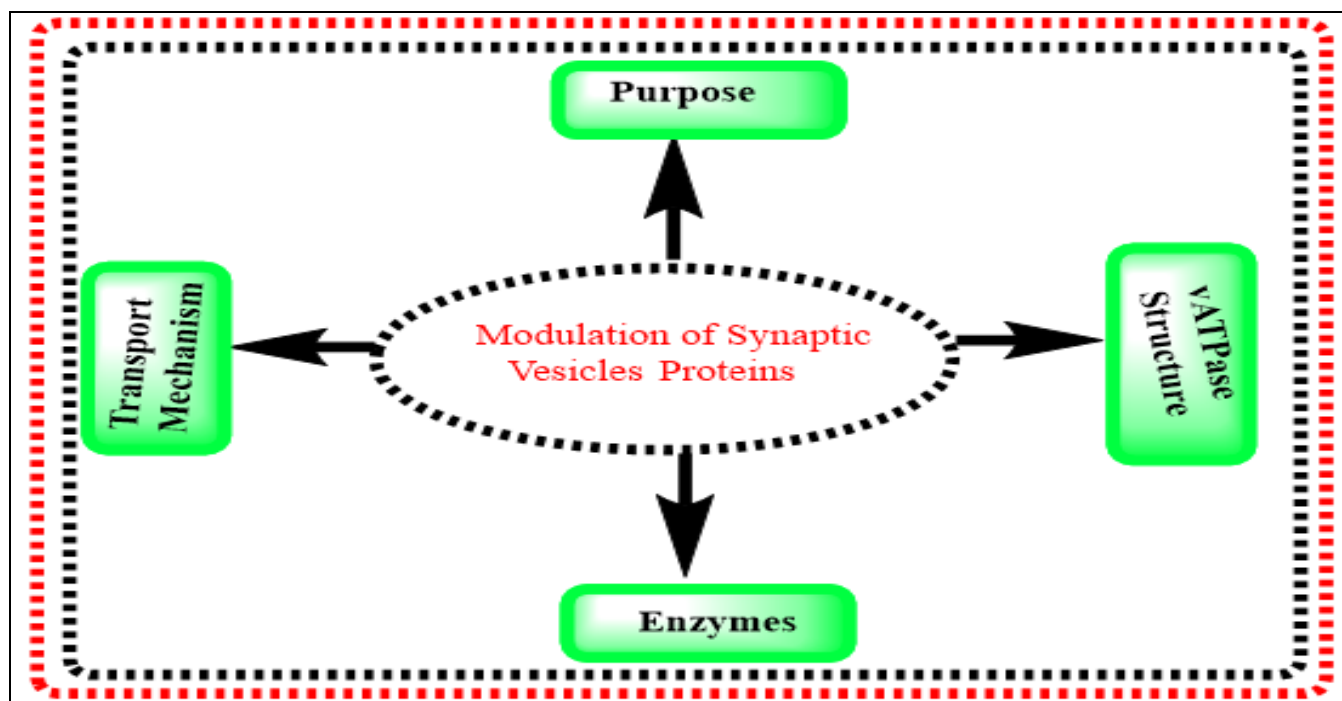 Purpose
Transport
Mechanism
Modulation of Synaptic
Vesicles Proteins
vATPase
Structure
Enzymes